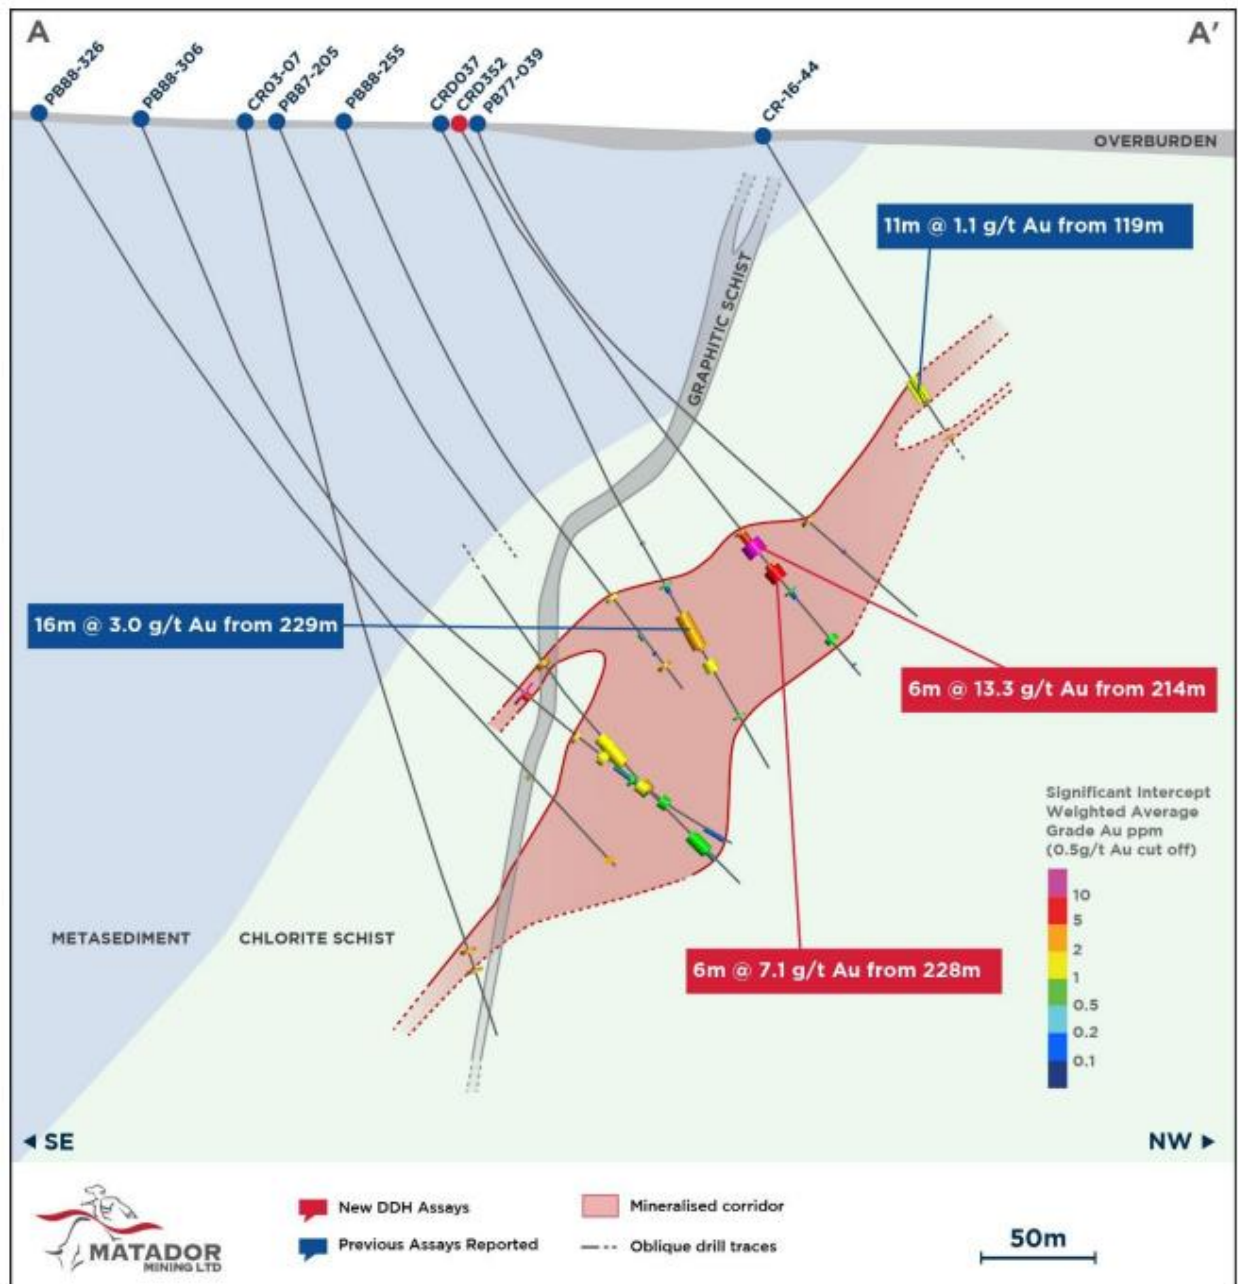 A
A'
PB88-326
PB88-306
CR03-07
PB87-205
PB88-255
CRD037
CRD352
PB77-039
CR-16-44
OVERBURDEN
11m @ 1.1 g/t Au from 119m
GRAPHITIC SCHIST
16m @ 3.0 g/t Au from 229m
6m @ 13.3 g/t Au from 214m
Significant Intercept
Weighted Average
Grade Au ppm
(0.5g/t Au cut off)
10
5
2
1
0.5
0.2
0.1
METASEDIMENT
CHLORITE SCHIST
6m @ 7.1 g/t Au from 228m
SE
NW
New DDH Assays
Mineralised corridor
Previous Assays Reported
Oblique drill traces
50m
MATADOR
MINING LTD